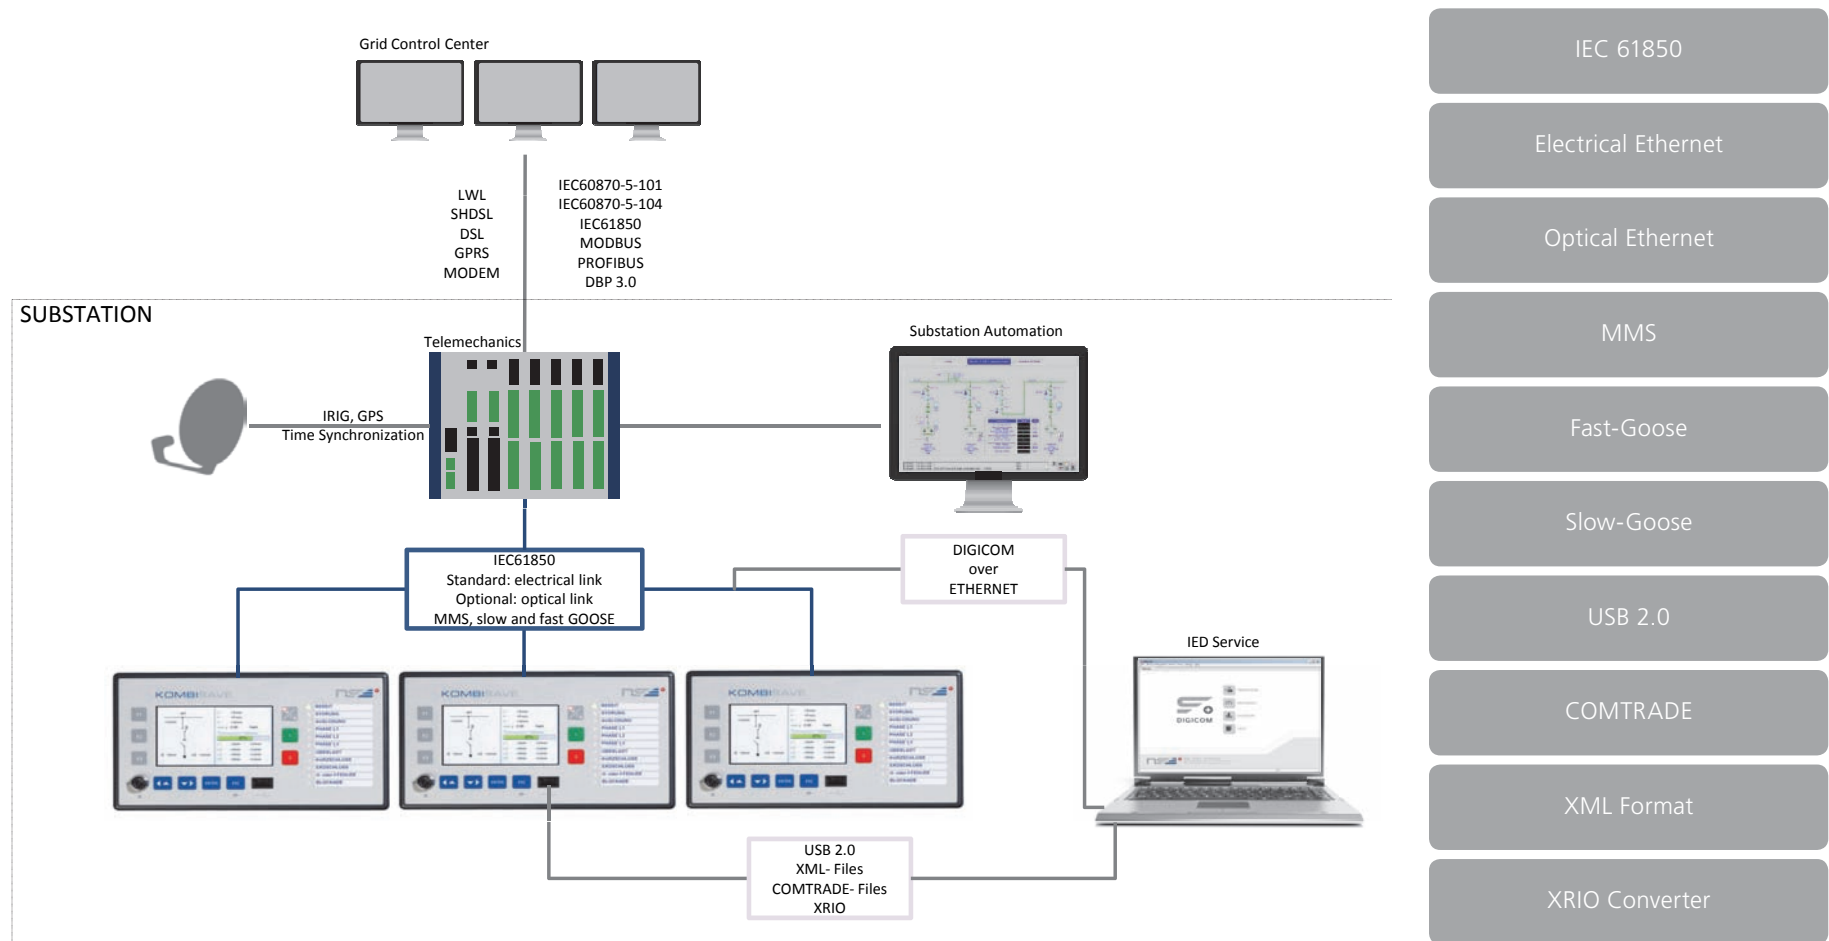 Grid Control Center
LWL
SHDSL
DSL
GPRS
MODEM
IEC60870-5-101
IEC60870-5-104
IEC61850
MODBUS
PROFIBUS
DBP 3.0
SUBSTATION
Telemechanics
Substation Automation
IRIG, GPS
Time Synchronization
IEC61850
Standard: electrical link
Optional: optical link
MMS, slow and fast GOOSE
DIGICOM
over
ETHERNET
IED Service
KOMBISAVE
KOMBISAVE
KOMBISAVE
DIGICOM
USB 2.0
XML- Files
COMTRADE- Files
XRIO
IEC 61850
Electrical Ethernet
Optical Ethernet
MMS
Fast-Goose
Slow-Goose
USB 2.0
COMTRADE
XML Format
XRIO Converter